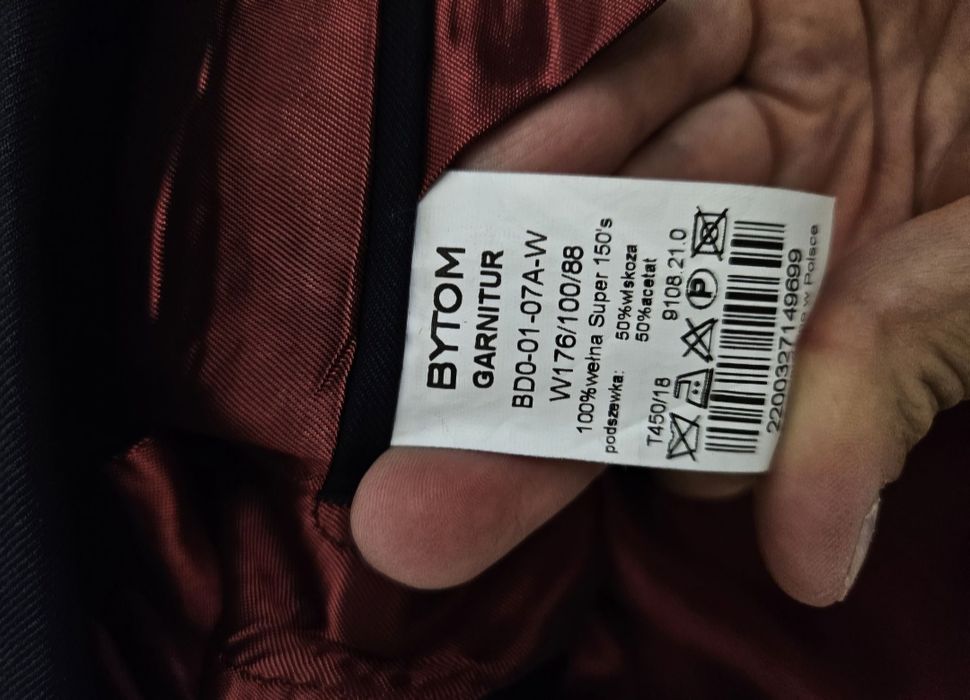 BYTOM
GARNITUR
BD0-01-07A-W
W176/100/88
100%wełna Super 150's
podszewka: 50%wiskoza
50%acetat
T450/18 9108.21.0
P
2200327149699
w Polsce